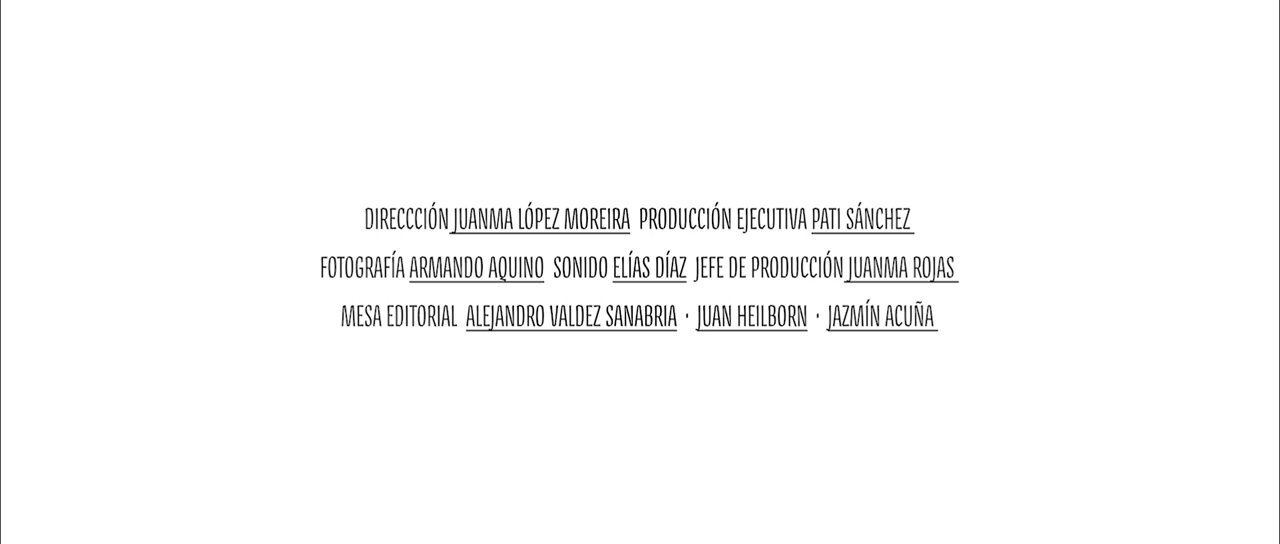 DIRECCCIÓN JUANMA LÓPEZ MOREIRA PRODUCCIÓN EJECUTIVA PATI SÁNCHEZ
FOTOGRAFÍA ARMANDO AQUINO SONIDO ELÍAS DÍAZ JEFE DE PRODUCCIÓN JUANMA ROJAS
MESA EDITORIAL ALEJANDRO VALDEZ SANABRIA · JUAN HEILBORN · JAZMÍN ACUÑA